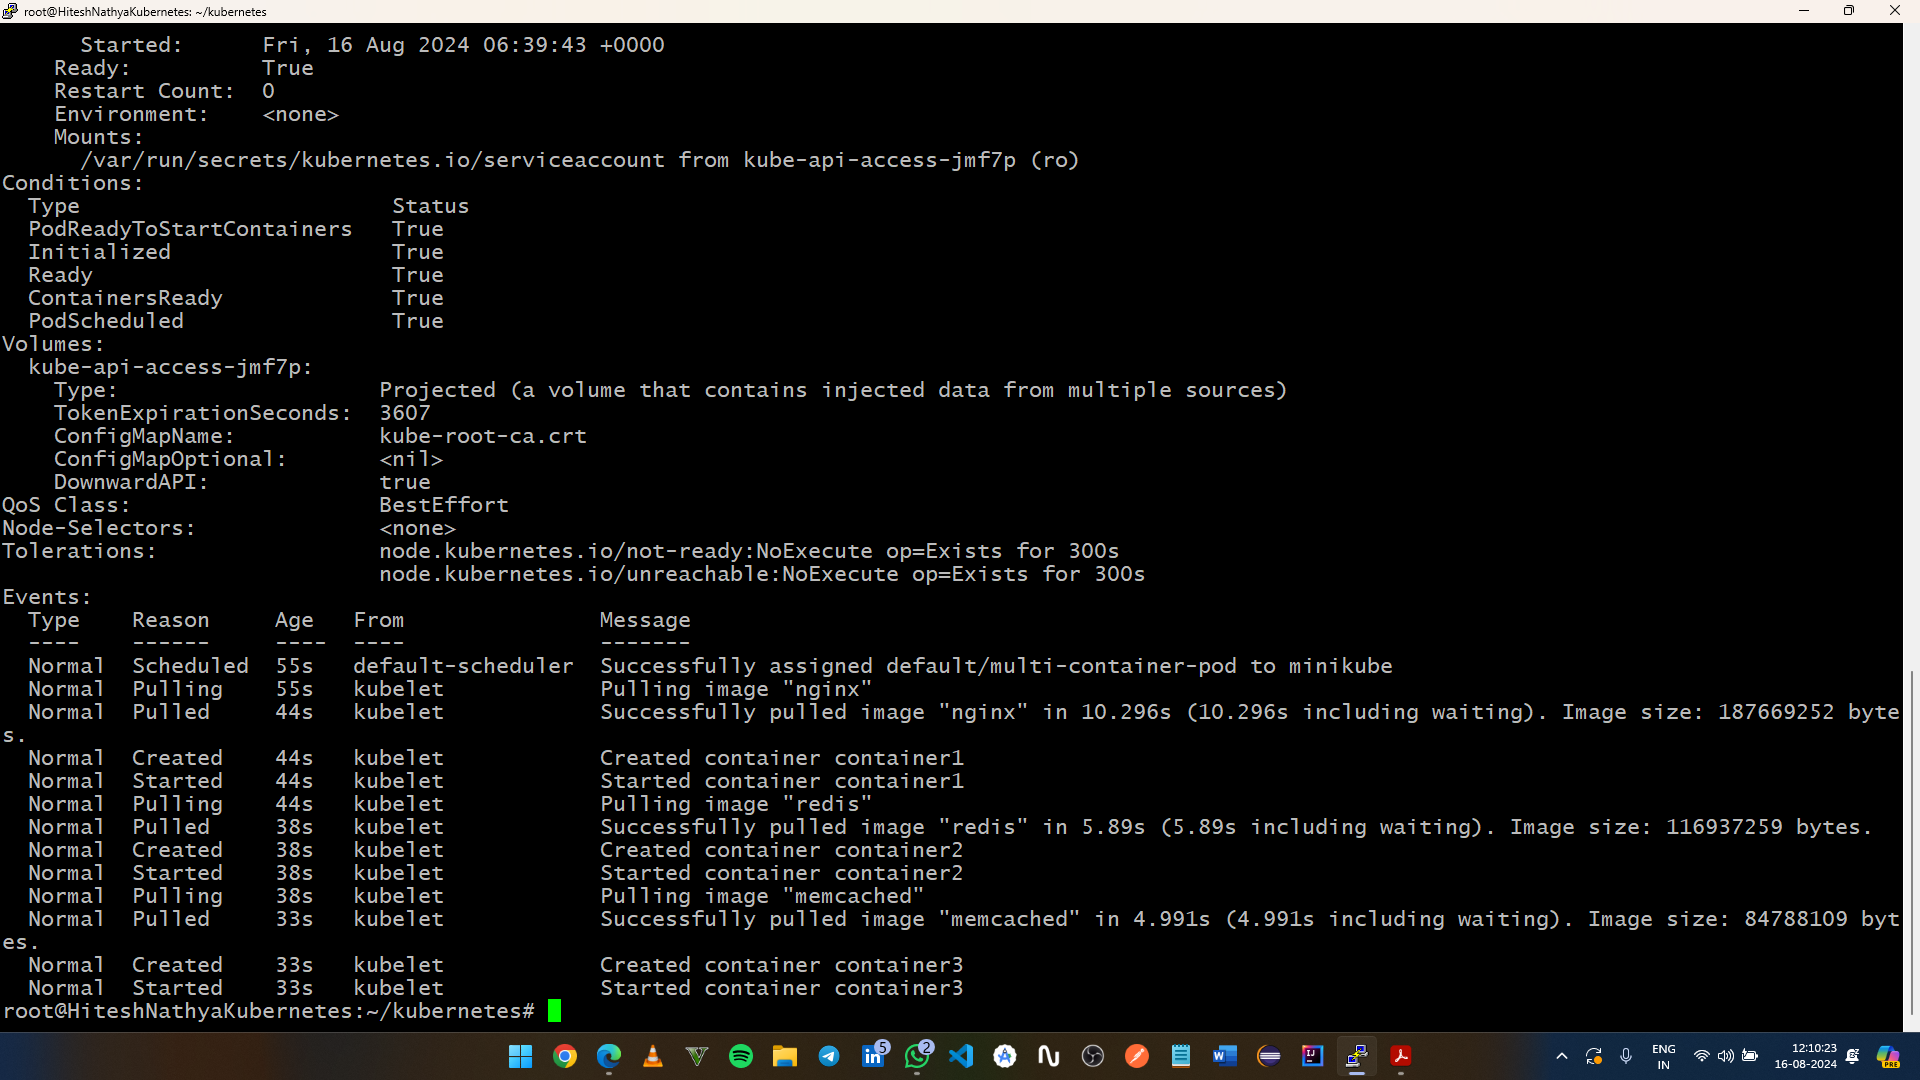 root@HiteshNathyaKubernetes: ~/kubernetes
      Started:      Fri, 16 Aug 2024 06:39:43 +0000
    Ready:          True
    Restart Count:  0
    Environment:    <none>
    Mounts:
      /var/run/secrets/kubernetes.io/serviceaccount from kube-api-access-jmf7p (ro)
Conditions:
  Type                        Status
  PodReadyToStartContainers   True
  Initialized                 True
  Ready                       True
  ContainersReady             True
  PodScheduled                True
Volumes:
  kube-api-access-jmf7p:
    Type:                    Projected (a volume that contains injected data from multiple sources)
    TokenExpirationSeconds:  3607
    ConfigMapName:           kube-root-ca.crt
    ConfigMapOptional:       <nil>
    DownwardAPI:             true
QoS Class:                   BestEffort
Node-Selectors:              <none>
Tolerations:                 node.kubernetes.io/not-ready:NoExecute op=Exists for 300s
                             node.kubernetes.io/unreachable:NoExecute op=Exists for 300s
Events:
  Type    Reason     Age   From               Message
  ----    ------     ----  ----               -------
  Normal  Scheduled  55s   default-scheduler  Successfully assigned default/multi-container-pod to minikube
  Normal  Pulling    55s   kubelet            Pulling image "nginx"
  Normal  Pulled     44s   kubelet            Successfully pulled image "nginx" in 10.296s (10.296s including waiting). Image size: 187669252 byte
s.
  Normal  Created    44s   kubelet            Created container container1
  Normal  Started    44s   kubelet            Started container container1
  Normal  Pulling    44s   kubelet            Pulling image "redis"
  Normal  Pulled     38s   kubelet            Successfully pulled image "redis" in 5.89s (5.89s including waiting). Image size: 116937259 bytes.
  Normal  Created    38s   kubelet            Created container container2
  Normal  Started    38s   kubelet            Started container container2
  Normal  Pulling    38s   kubelet            Pulling image "memcached"
  Normal  Pulled     33s   kubelet            Successfully pulled image "memcached" in 4.991s (4.991s including waiting). Image size: 84788109 byt
es.
  Normal  Created    33s   kubelet            Created container container3
  Normal  Started    33s   kubelet            Started container container3
root@HiteshNathyaKubernetes:~/kubernetes#
5
2
ENG
IN
12:10:23
16-08-2024
PRE